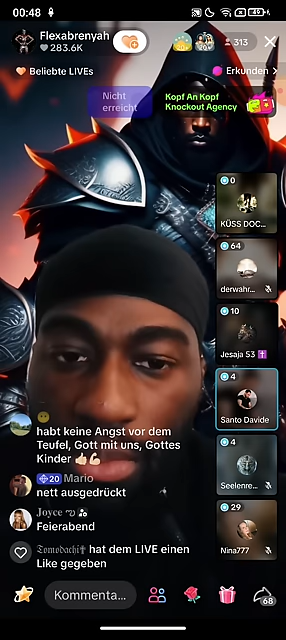 00:48
49
Flexabrenyah
283.6K
313
Beliebte LIVEs
Erkunden
Nicht
erreicht
Kopf An Kopf
Knockout Agency
0
KÜSS DOC...
64
derwahr...
10
Jesaja 53 ✝️
4
Santo Davide
4
Seelenre...
29
Nina777
habt keine Angst vor dem
Teufel, Gott mit uns, Gottes
Kinder 👍🏻💪🏻
20 Mario
nett ausgedrückt
Joyce
Feierabend
𝔗𝔬𝔪𝔬𝔡𝔞𝔠𝔥𝔦† hat dem LIVE einen
Like gegeben
Kommenta...
68